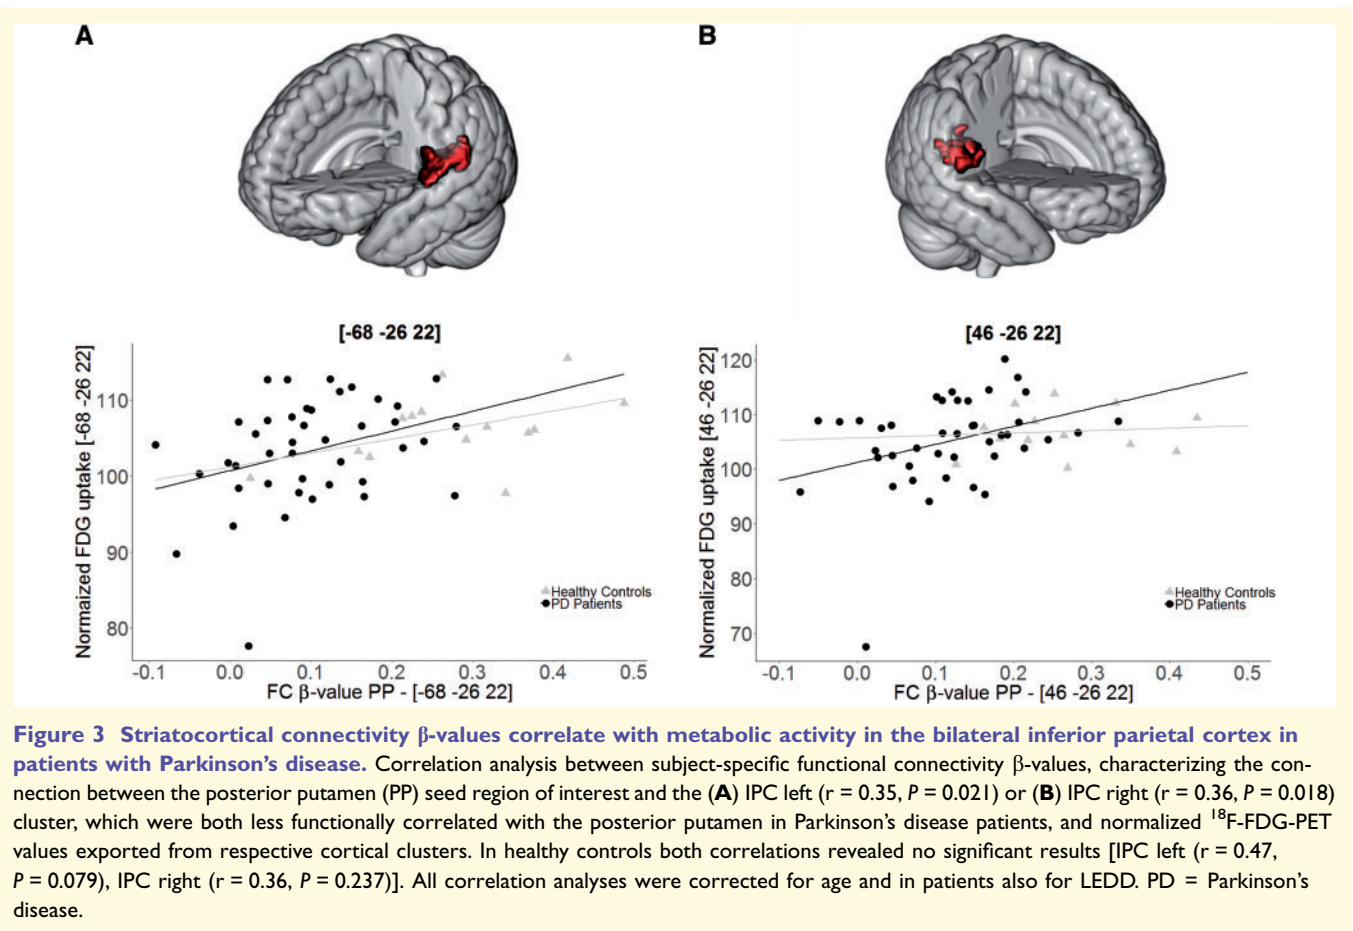 A
B
[-68 -26 22]
[46 -26 22]
Normaized FDG uptake [-68 -26 22]
110
100
90
80
-0.1 0.0 0.1 0.2 0.3 0.4 0.5
FC β-value PP - [-68 -26 22]
Healthy Controls
PD Patients
Normalized FDG uptake [46 -26 22]
120
110
100
90
80
70
-0.1 0.0 0.1 0.2 0.3 0.4 0.5
FC β-value PP - [46 -26 22]
Healthy Controls
PD Patients
Figure 3 Striatocortical connectivity β-values correlate with metabolic activity in the bilateral inferior parietal cortex in
patients with Parkinson's disease. Correlation analysis between subject-specific functional connectivity β-values, characterizing the con-
nection between the posterior putamen (PP) seed region of interest and the (A) IPC left (r = 0.35, P = 0.021) or (B) IPC right (r = 0.36, P = 0.018)
cluster, which were both less functionally correlated with the posterior putamen in Parkinson's disease patients, and normalized ¹⁸F-FDG-PET
values exported from respective cortical clusters. In healthy controls both correlations revealed no significant results [IPC left (r = 0.47,
P = 0.079), IPC right (r = 0.36, P = 0.237)]. All correlation analyses were corrected for age and in patients also for LEDD. PD = Parkinson's
disease.